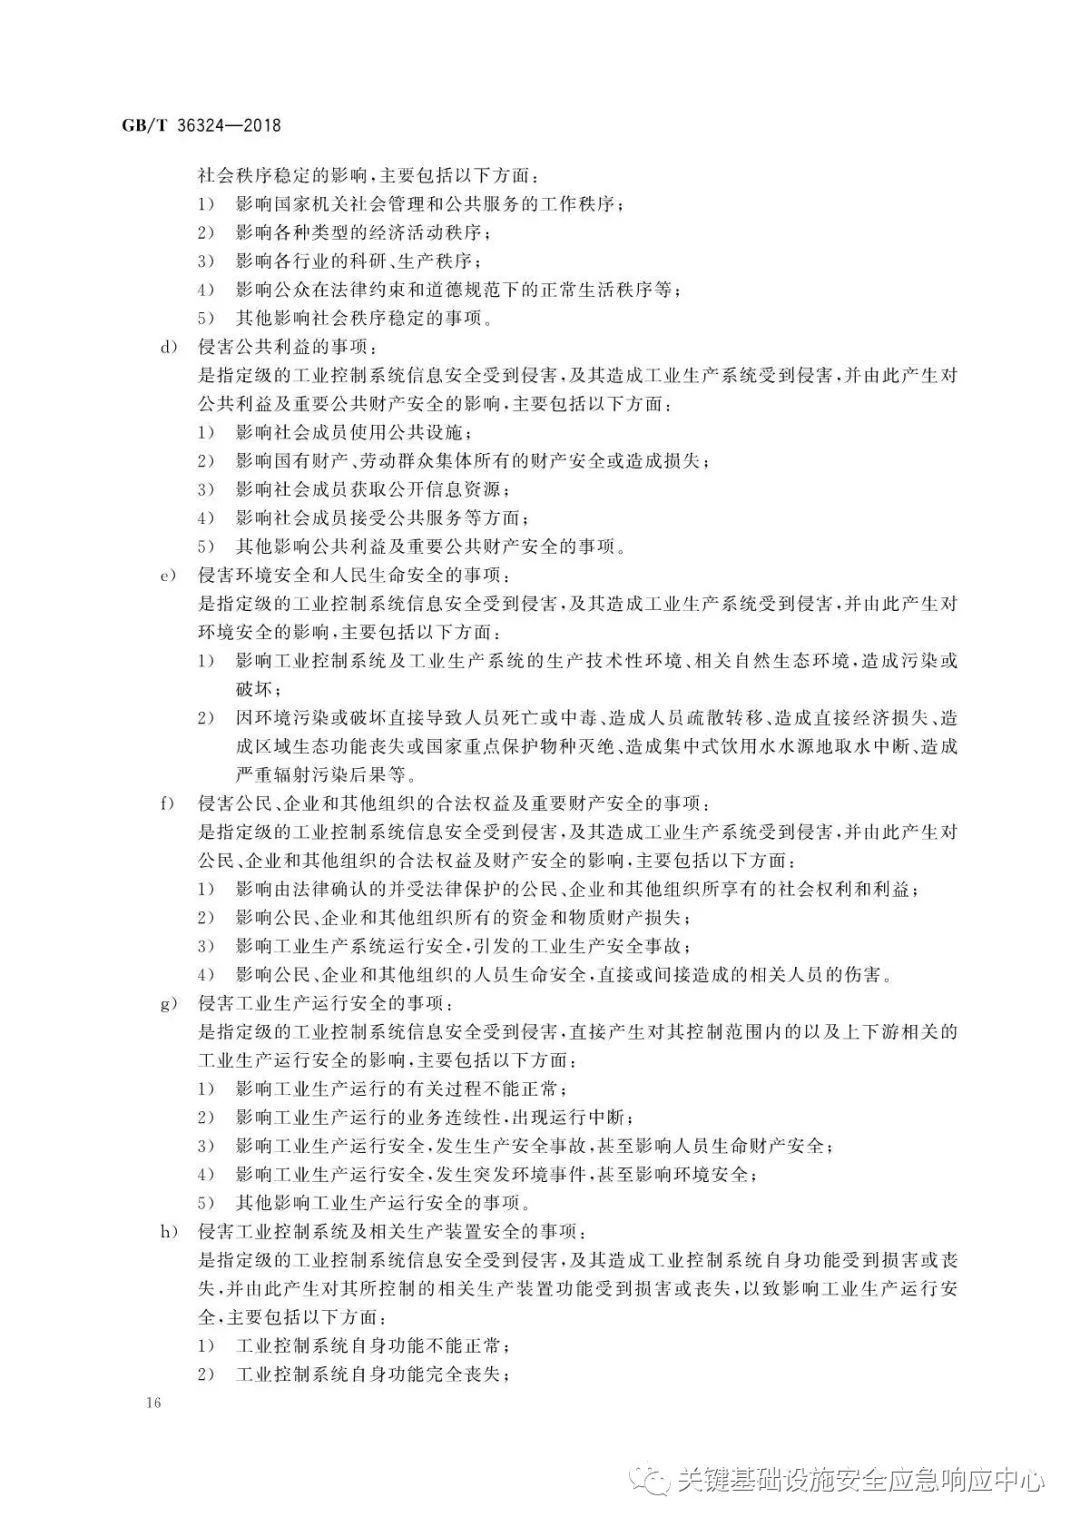 GB/T 36324—2018
社会秩序稳定的影响,主要包括以下方面:
1) 影响国家机关社会管理和公共服务的工作秩序;
2) 影响各种类型的经济活动秩序;
3) 影响各行业的科研、生产秩序;
4) 影响公众在法律约束和道德规范下的正常生活秩序等;
5) 其他影响社会秩序稳定的事项。
d) 侵害公共利益的事项:
是指定级的工业控制系统信息安全受到侵害,及其造成工业生产系统受到侵害,并由此产生对
公共利益及重要公共财产安全的影响,主要包括以下方面:
1) 影响社会成员使用公共设施;
2) 影响国有财产、劳动群众集体所有的财产安全或造成损失;
3) 影响社会成员获取公开信息资源;
4) 影响社会成员接受公共服务等方面;
5) 其他影响公共利益及重要公共财产安全的事项。
e) 侵害环境安全和人民生命安全的事项:
是指定级的工业控制系统信息安全受到侵害,及其造成工业生产系统受到侵害,并由此产生对
环境安全的影响,主要包括以下方面:
1) 影响工业控制系统及工业生产系统的生产技术性环境、相关自然生态环境,造成污染或
破坏;
2) 因环境污染或破坏直接导致人员死亡或中毒、造成人员疏散转移、造成直接经济损失、造
成区域生态功能丧失或国家重点保护物种灭绝、造成集中式饮用水水源地取水中断、造成
严重辐射污染后果等。
f) 侵害公民、企业和其他组织的合法权益及重要财产安全的事项:
是指定级的工业控制系统信息安全受到侵害,及其造成工业生产系统受到侵害,并由此产生对
公民、企业和其他组织的合法权益及财产安全的影响,主要包括以下方面:
1) 影响由法律确认的并受法律保护的公民、企业和其他组织所享有的社会权利和利益;
2) 影响公民、企业和其他组织所有的资金和物质财产损失;
3) 影响工业生产系统运行安全,引发的工业生产安全事故;
4) 影响公民、企业和其他组织的人员生命安全,直接或间接造成的相关人员的伤害。
g) 侵害工业生产运行安全的事项:
是指定级的工业控制系统信息安全受到侵害,直接产生对其控制范围内的以及上下游相关的
工业生产运行安全的影响,主要包括以下方面:
1) 影响工业生产运行的有关过程不能正常;
2) 影响工业生产运行的业务连续性,出现运行中断;
3) 影响工业生产运行安全,发生生产安全事故,甚至影响人员生命财产安全;
4) 影响工业生产运行安全,发生突发环境事件,甚至影响环境安全;
5) 其他影响工业生产运行安全的事项。
h) 侵害工业控制系统及相关生产装置安全的事项:
是指定级的工业控制系统信息安全受到侵害,及其造成工业控制系统自身功能受到损害或丧
失,并由此产生对其所控制的相关生产装置功能受到损害或丧失,以致影响工业生产运行安
全,主要包括以下方面:
1) 工业控制系统自身功能不能正常;
2) 工业控制系统自身功能完全丧失;
16
关键基础设施安全应急响应中心